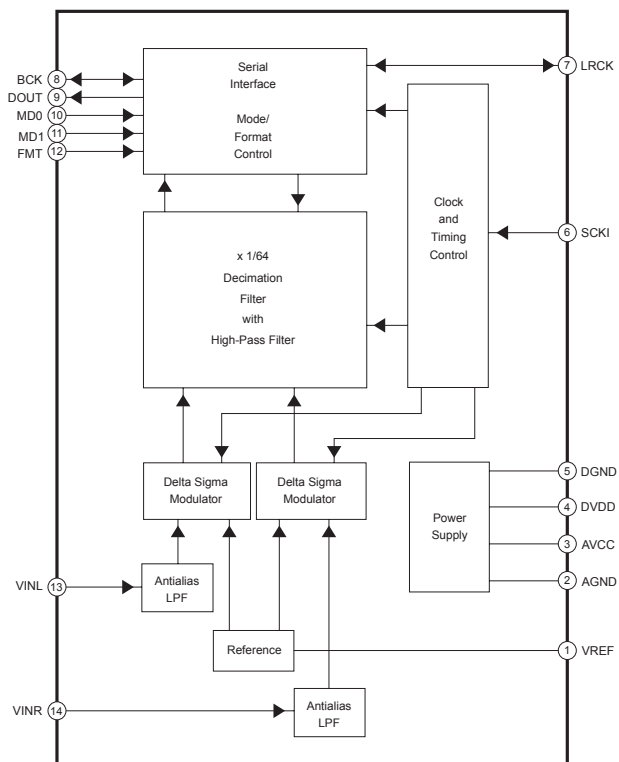 BCK 8
DOUT 9
MD0 10
MD1 11
FMT 12
Serial
Interface
Mode/
Format
Control
7 LRCK
Clock
and
Timing
Control
6 SCKI
x 1/64
Decimation
Filter
with
High-Pass Filter
Delta Sigma
Modulator
Delta Sigma
Modulator
Power
Supply
5 DGND
4 DVDD
3 AVCC
2 AGND
VINL 13
Antialias
LPF
Reference
1 VREF
VINR 14
Antialias
LPF